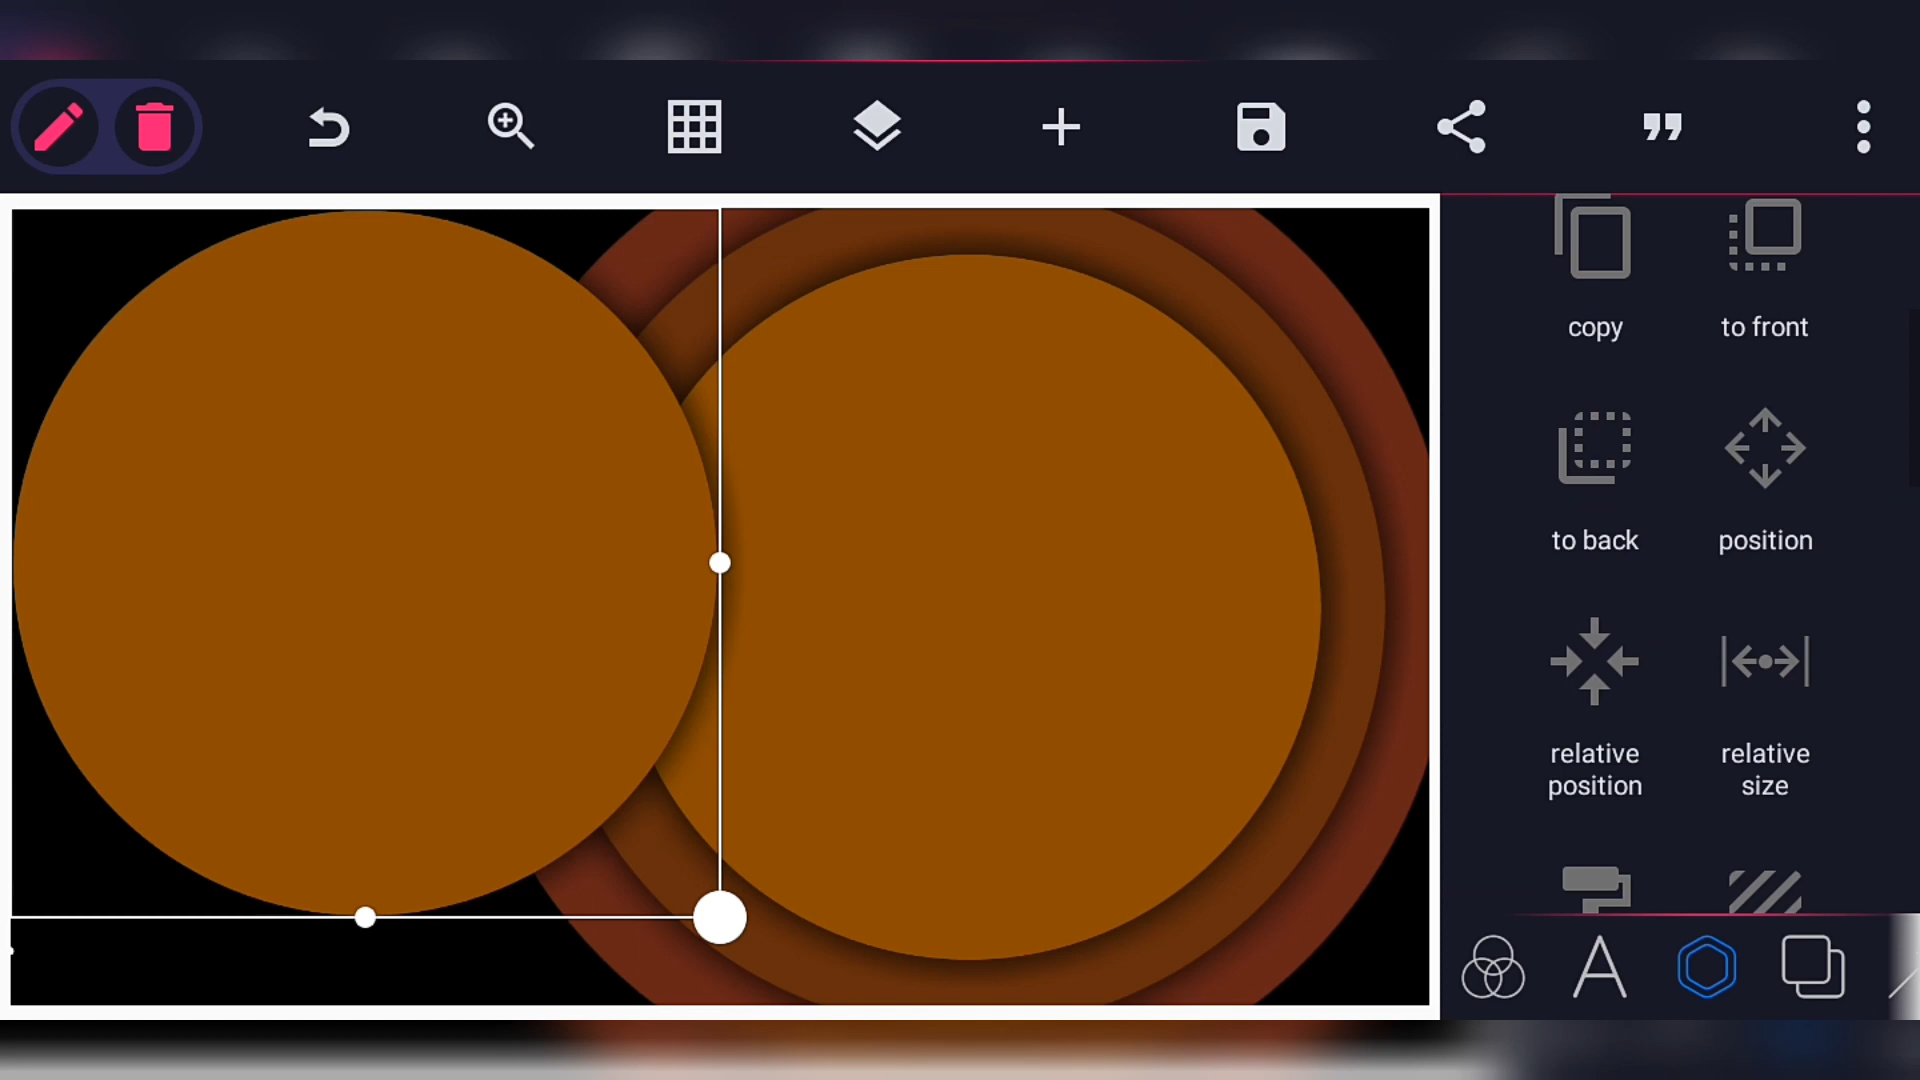 copy
to front
to back
position
relative
position
relative
size